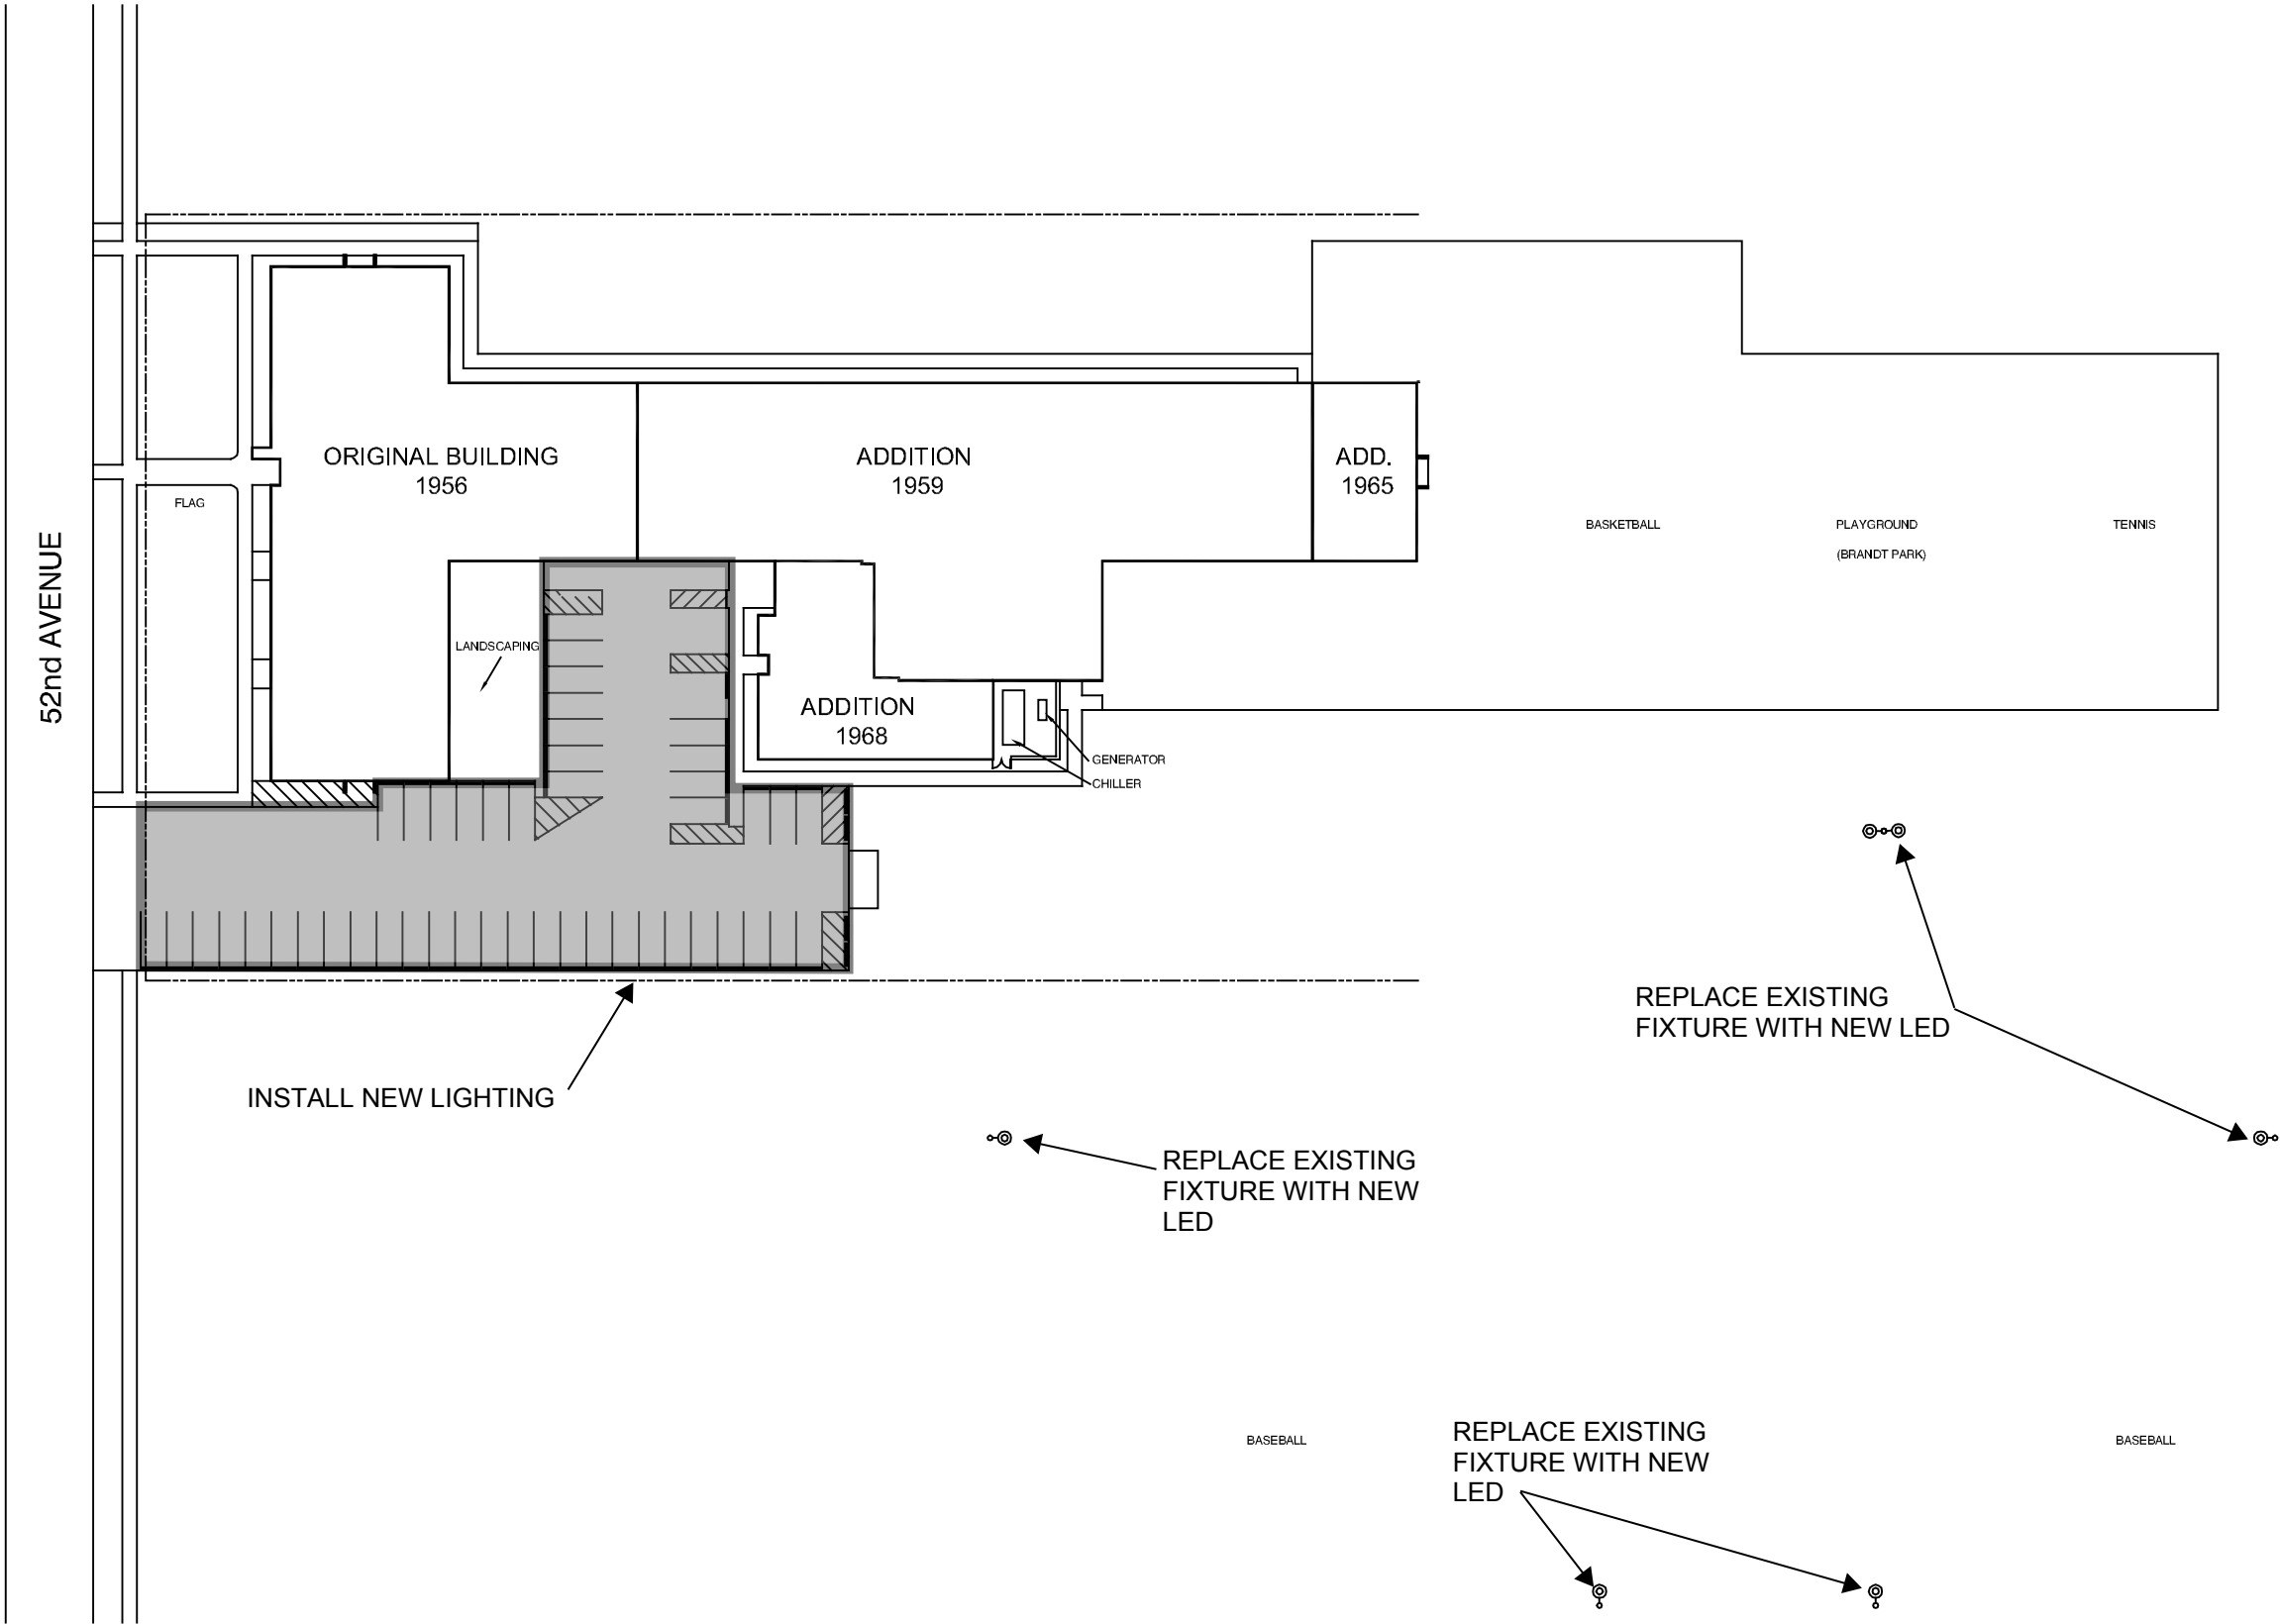 ORIGINAL BUILDING
1956
ADDITION
1959
ADD.
1965
FLAG
BASKETBALL
PLAYGROUND
(BRANDT PARK)
TENNIS
52nd AVENUE
LANDSCAPING
ADDITION
1968
GENERATOR
CHILLER
REPLACE EXISTING
FIXTURE WITH NEW LED
INSTALL NEW LIGHTING
REPLACE EXISTING
FIXTURE WITH NEW
LED
BASEBALL
REPLACE EXISTING
FIXTURE WITH NEW
LED
BASEBALL